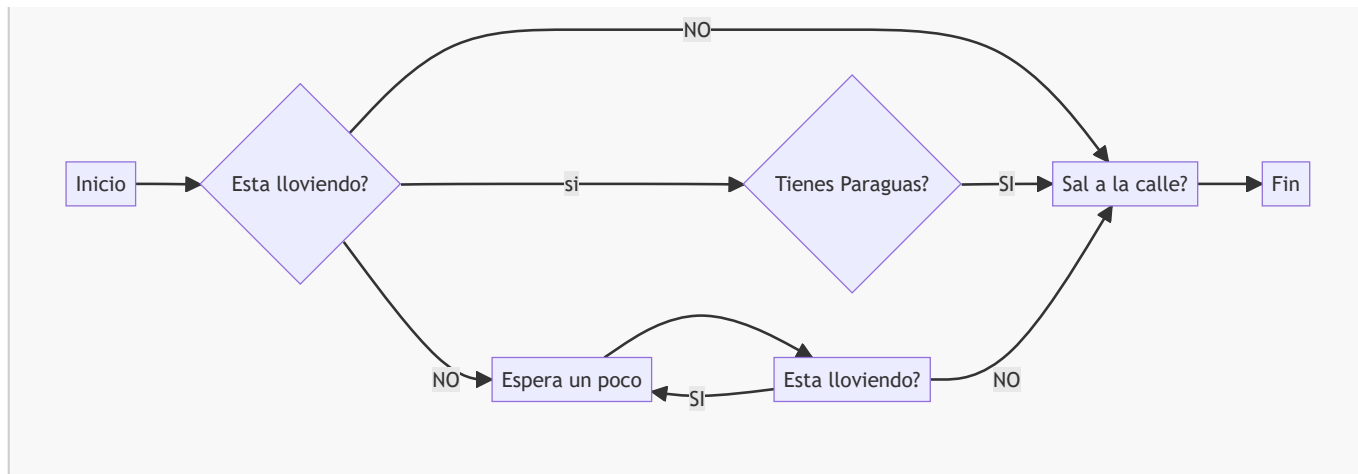 NO
Inicio
Esta lloviendo?
si
Tienes Paraguas?
SI
Sal a la calle?
Fin
NO
Espera un poco
SI
Esta lloviendo?
NO